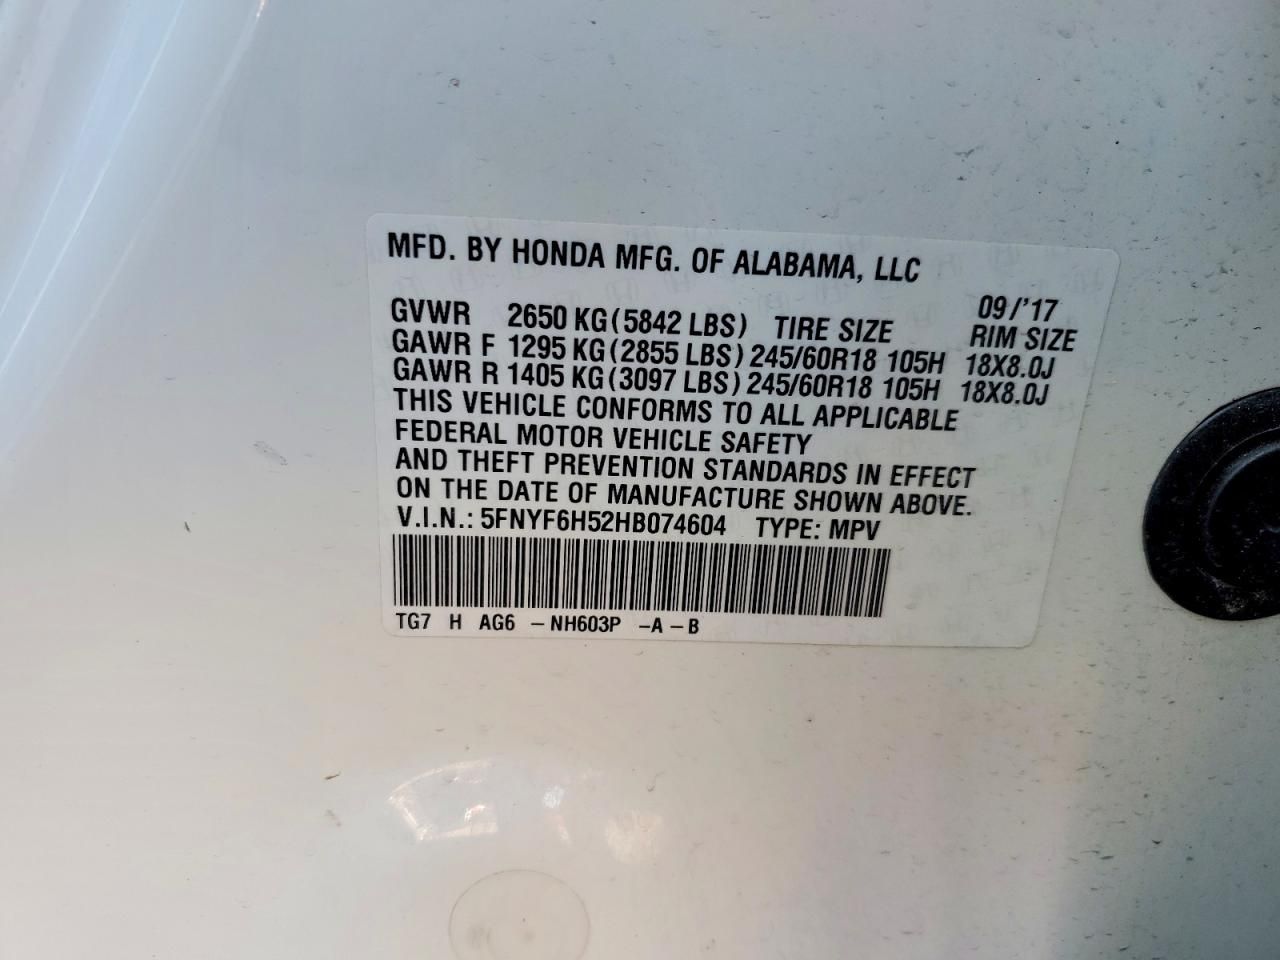 MFD. BY HONDA MFG. OF ALABAMA, LLC
09/'17
GVWR 2650 KG(5842 LBS) TIRE SIZE RIM SIZE
GAWR F 1295 KG(2855 LBS) 245/60R18 105H 18X8.0J
GAWR R 1405 KG(3097 LBS) 245/60R18 105H 18X8.0J
THIS VEHICLE CONFORMS TO ALL APPLICABLE
FEDERAL MOTOR VEHICLE SAFETY
AND THEFT PREVENTION STANDARDS IN EFFECT
ON THE DATE OF MANUFACTURE SHOWN ABOVE.
V.I.N.: 5FNYF6H52HB074604 TYPE: MPV
TG7 H AG6 – NH603P -A – B